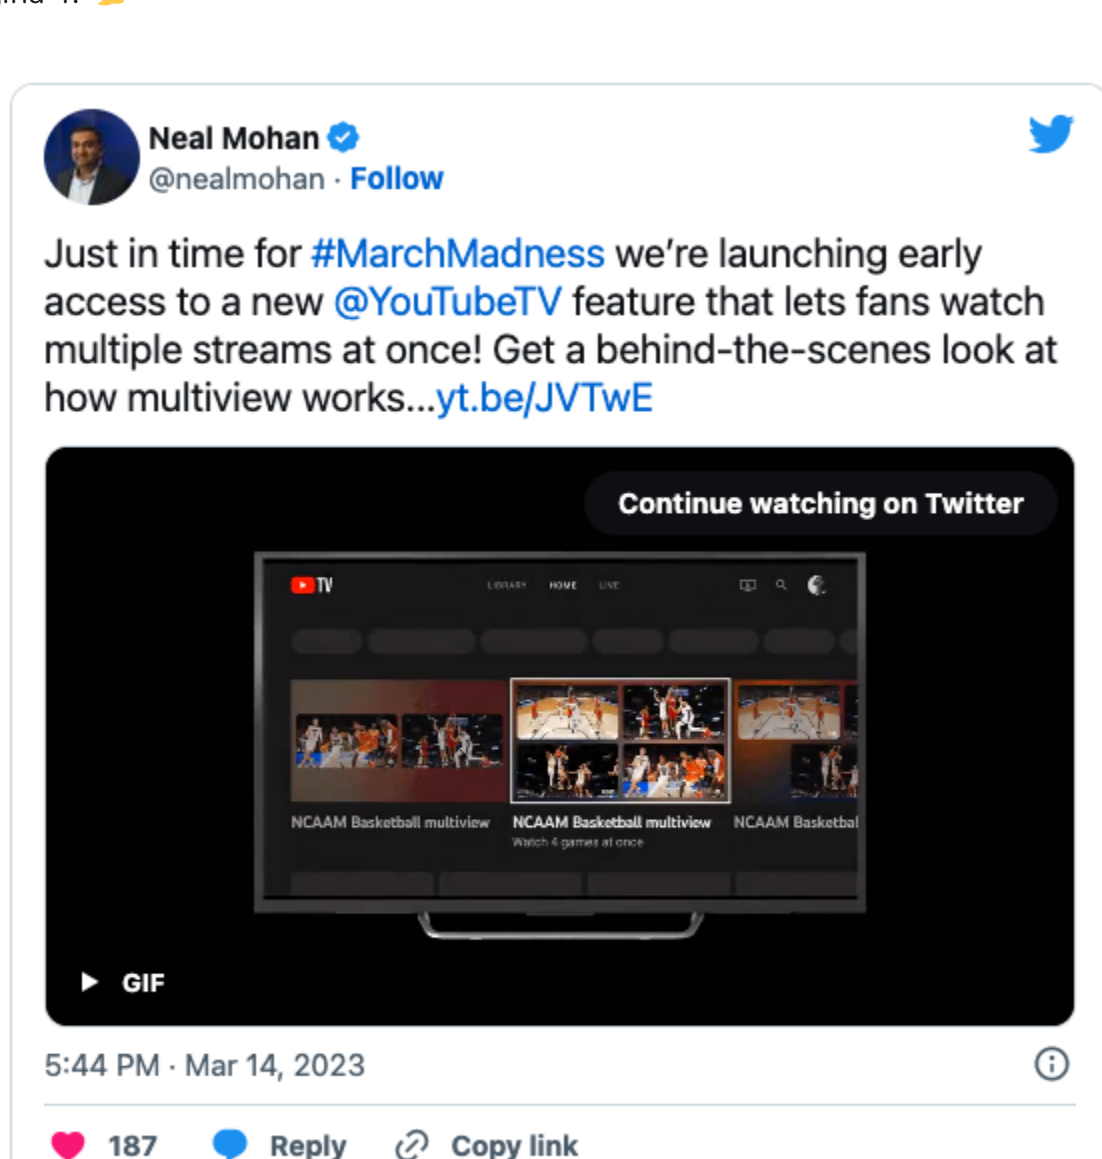 Neal Mohan
@nealmohan · Follow
Just in time for #MarchMadness we’re launching early
access to a new @YouTubeTV feature that lets fans watch
multiple streams at once! Get a behind-the-scenes look at
how multiview works...yt.be/JVTwE
Continue watching on Twitter
TV
LIBRARY HOME LIVE
NCAAM Basketball multiview
NCAAM Basketball multiview
Watch 4 games at once
NCAAM Basketbal
GIF
5:44 PM · Mar 14, 2023
187 Reply Copy link